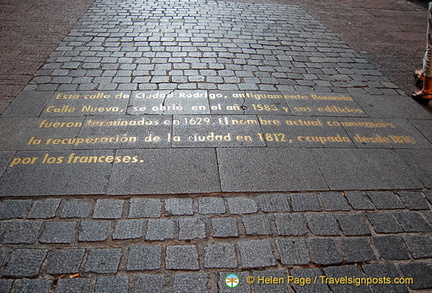 Esta calle de Ciudad Rodrigo, antiguamente llamada
Calle Nueva, se abrió en el año 1583 y sus edificios
fueron terminados en 1629. El nombre actual conmemora
la recuperación de la ciudad en 1812, ocupada desde 1810
por los franceses.
© Helen Page - www.TravelSignposts.com